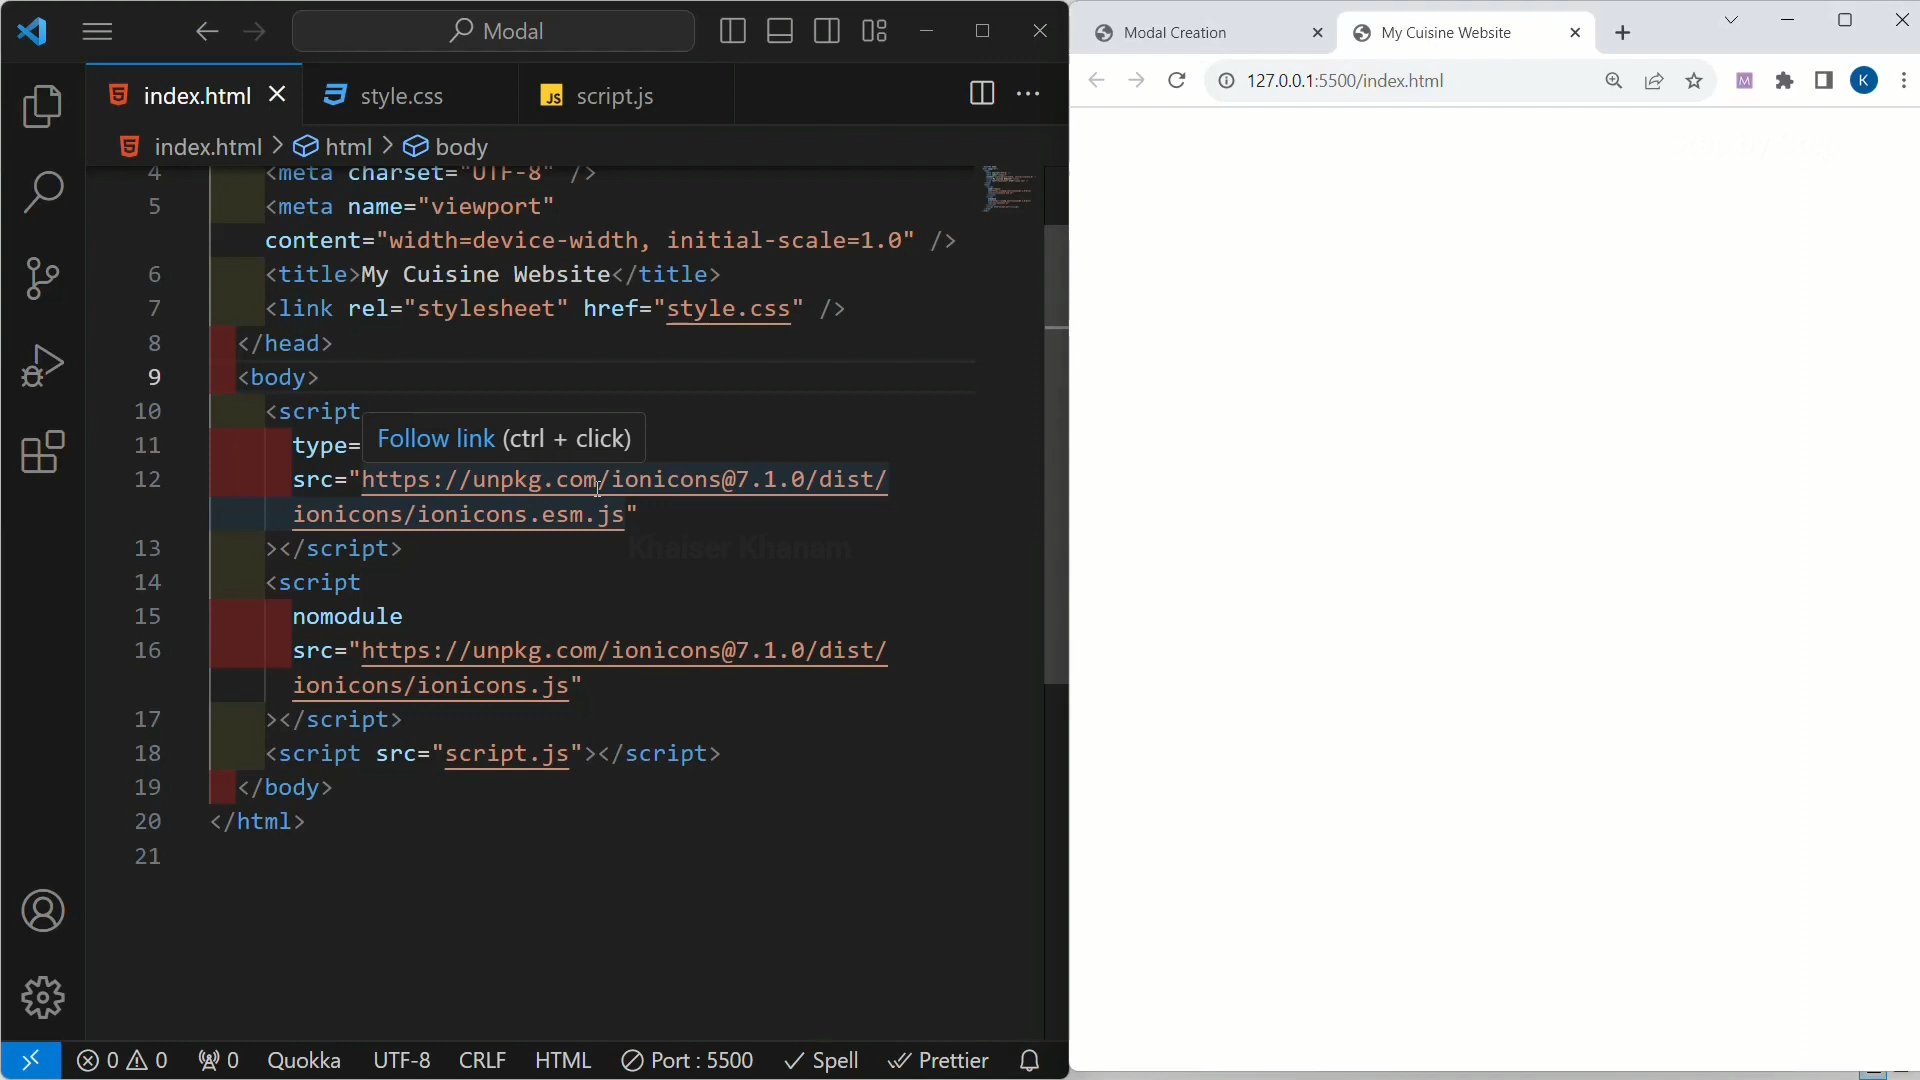 Modal
index.html
style.css
JS script.js
index.html > html > body
4 <meta charset="UTF-8" />
5 <meta name="viewport"
content="width=device-width, initial-scale=1.0" />
6 <title>My Cuisine Website</title>
7 <link rel="stylesheet" href="style.css" />
8 </head>
9 <body>
10 <script
11 type=
Follow link (ctrl + click)
12 src="https://unpkg.com/ionicons@7.1.0/dist/
ionicons/ionicons.esm.js"
Khaiser Khanam
13 ></script>
14 <script
15 nomodule
16 src="https://unpkg.com/ionicons@7.1.0/dist/
ionicons/ionicons.js"
17 ></script>
18 <script src="script.js"></script>
19 </body>
20 </html>
21
0 0 0 Quokka UTF-8 CRLF HTML Port : 5500 Spell Prettier
Modal Creation
My Cuisine Website
127.0.0.1:5500/index.html
M
K